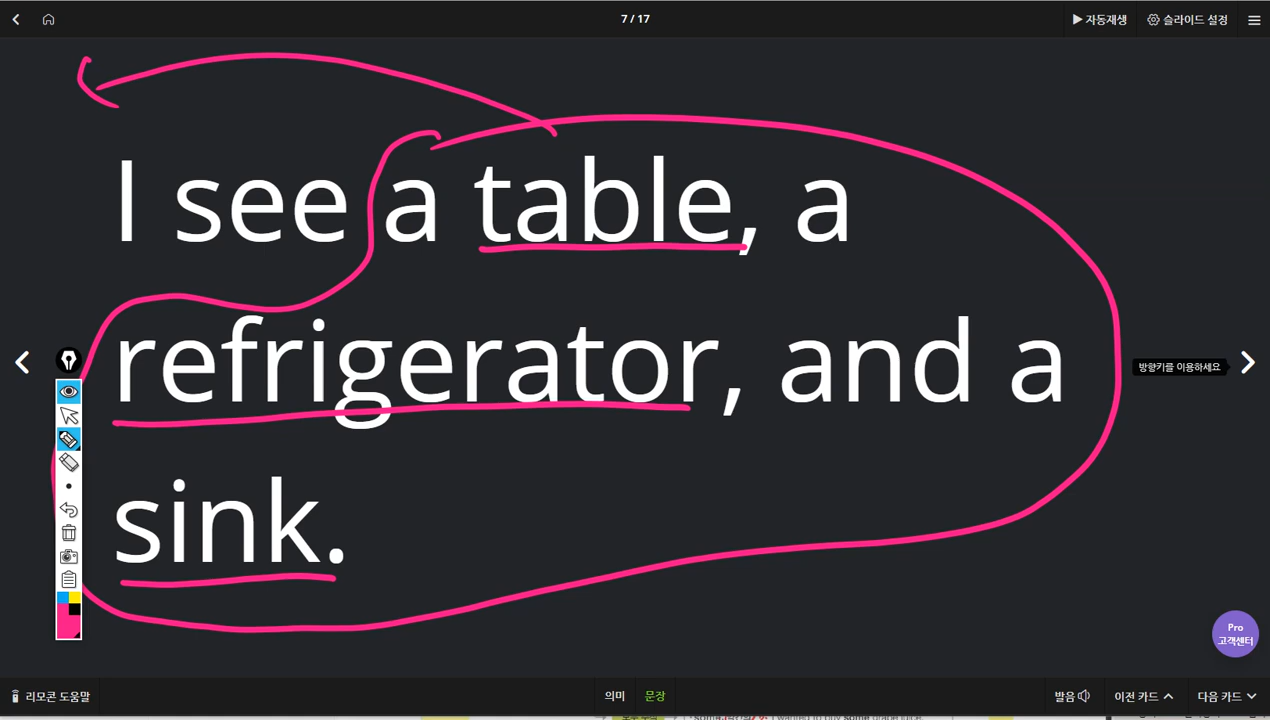 7 / 17
자동재생
슬라이드 설정
I see a table, a
refrigerator, and a
sink.
방향키를 이용하세요
Pro
고객센터
리모콘 도움말
의미
문장
발음
이전 카드
다음 카드